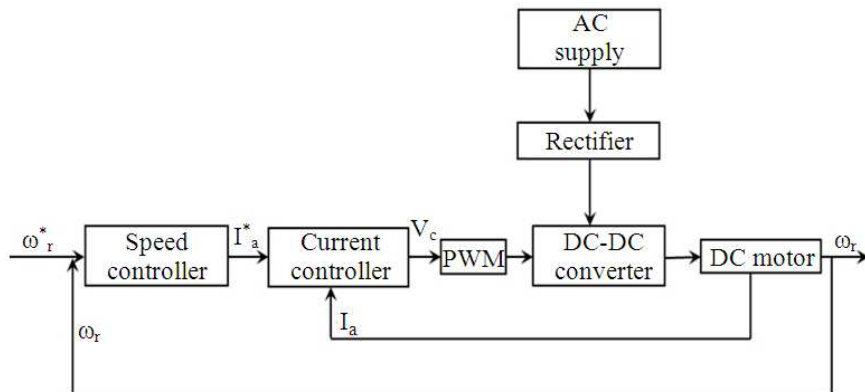 AC
supply
Rectifier
ω*r
Speed
controller
I*a
Current
controller
Vc
PWM
DC-DC
converter
DC motor
ωr
Ia
ωr